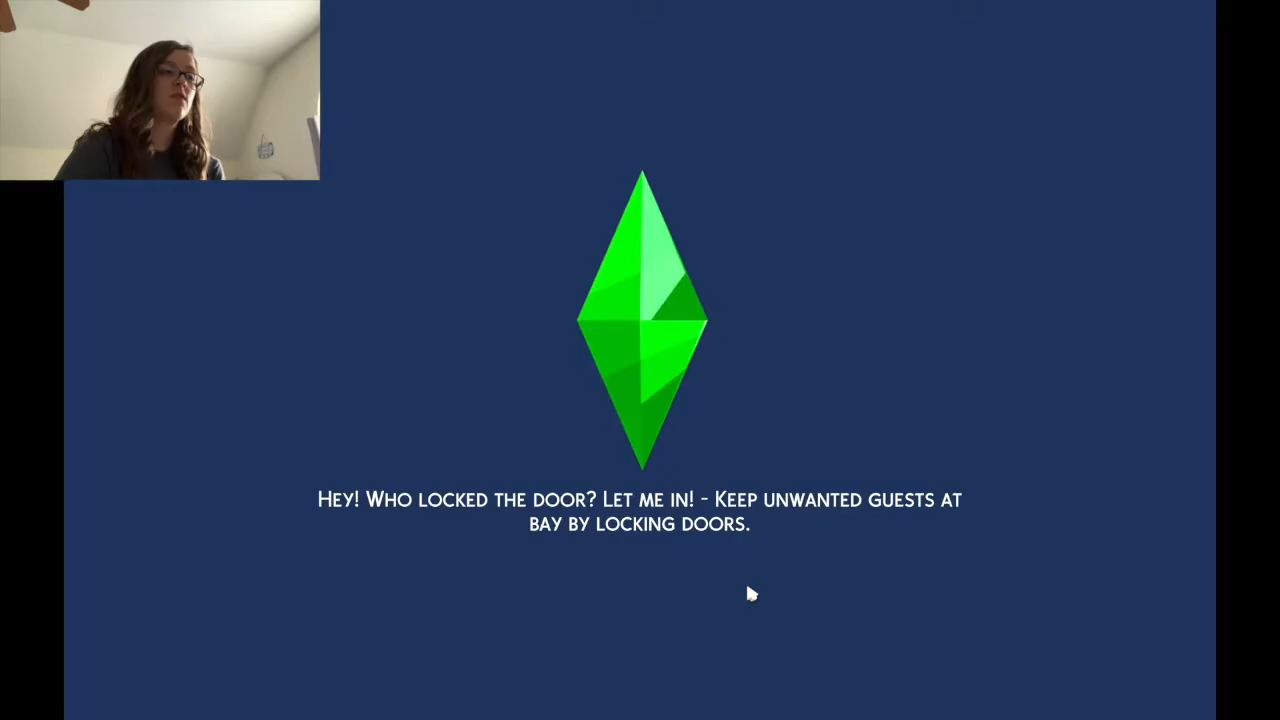 Hey! Who locked the door? Let me in! - Keep unwanted guests at
bay by locking doors.